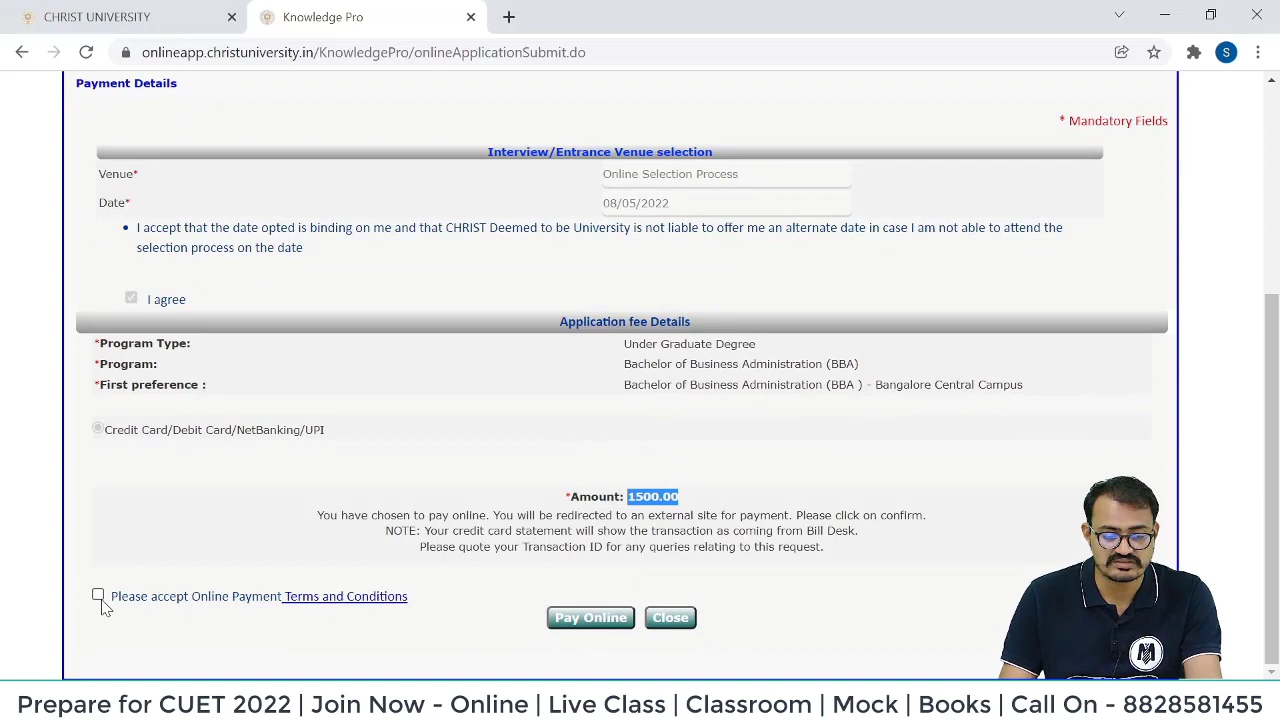 CHRIST UNIVERSITY
Knowledge Pro
onlineapp.christuniversity.in/KnowledgePro/onlineApplicationSubmit.do
S
Payment Details
* Mandatory Fields
Interview/Entrance Venue selection
Venue* Online Selection Process
Date* 08/05/2022
I accept that the date opted is binding on me and that CHRIST Deemed to be University is not liable to offer me an alternate date in case I am not able to attend the
selection process on the date
I agree
Application fee Details
*Program Type: Under Graduate Degree
*Program: Bachelor of Business Administration (BBA)
*First preference : Bachelor of Business Administration (BBA ) - Bangalore Central Campus
Credit Card/Debit Card/NetBanking/UPI
*Amount: 1500.00
You have chosen to pay online. You will be redirected to an external site for payment. Please click on confirm.
NOTE: Your credit card statement will show the transaction as coming from Bill Desk.
Please quote your Transaction ID for any queries relating to this request.
Please accept Online Payment Terms and Conditions
Pay Online Close
Prepare for CUET 2022 | Join Now - Online | Live Class | Classroom | Mock | Books | Call On - 8828581455